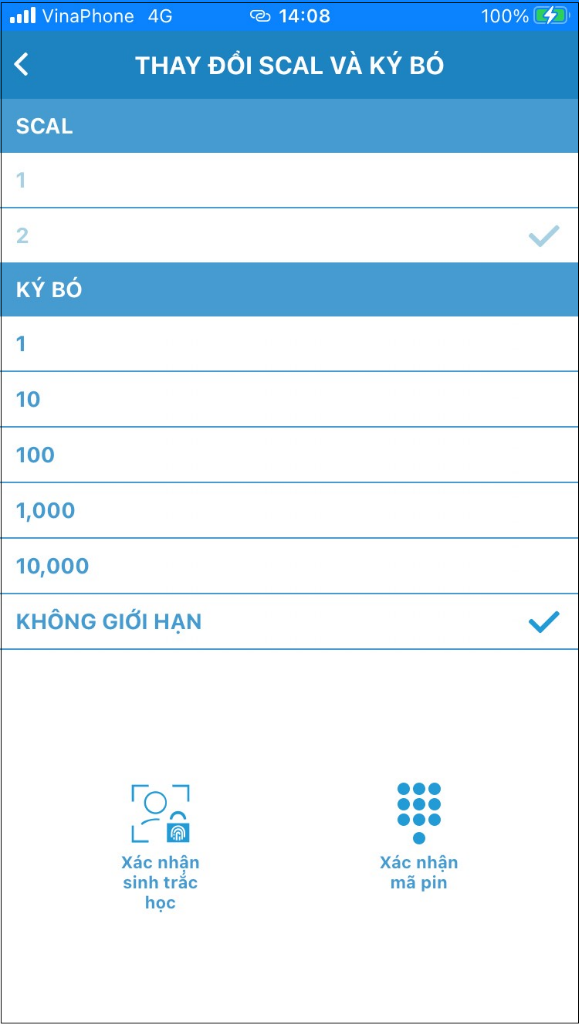 VinaPhone 4G 14:08 100%
THAY ĐỔI SCAL VÀ KÝ BÓ
SCAL
1
2
KÝ BÓ
1
10
100
1,000
10,000
KHÔNG GIỚI HẠN
Xác nhận
sinh trắc
học
Xác nhận
mã pin